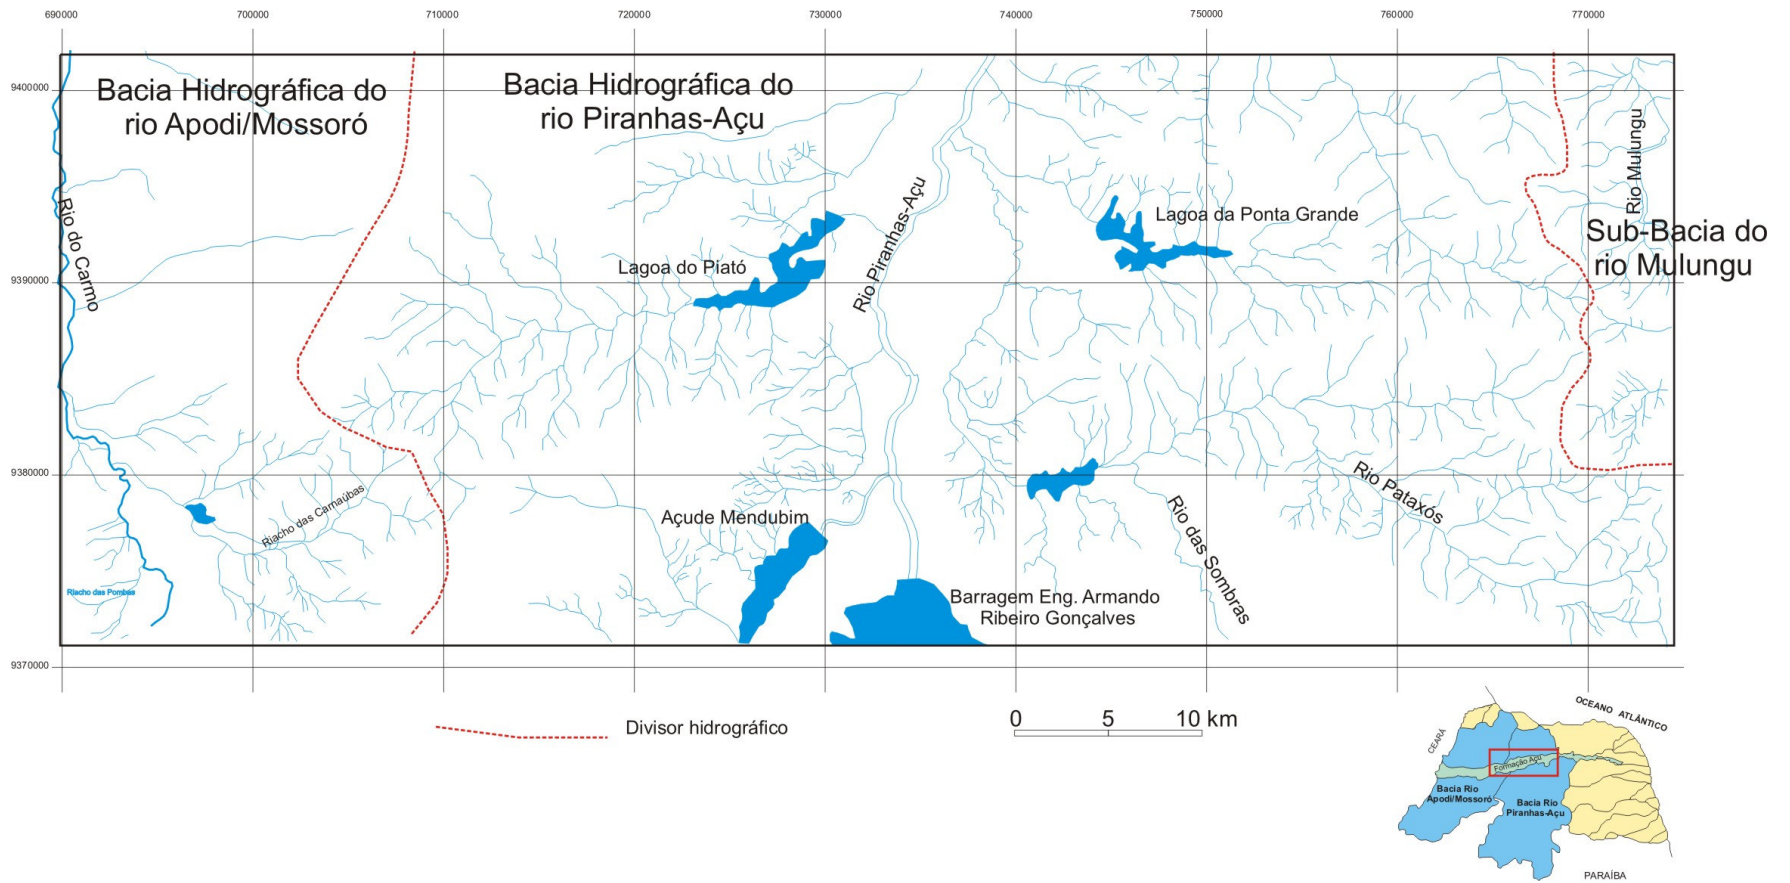 690000 700000 710000 720000 730000 740000 750000 760000 770000
9400000
9390000
9380000
9370000
Bacia Hidrográfica do
rio Apodi/Mossoró
Bacia Hidrográfica do
rio Piranhas-Açu
Rio Mulungu
Sub-Bacia do
rio Mulungu
Rio do Carmo
Lagoa do Piató
Rio Piranhas-Açu
Lagoa da Ponta Grande
Riacho das Carnaúbas
Riacho das Pombas
Açude Mendubim
Barragem Eng. Armando
Ribeiro Gonçalves
Rio das Sombras
Rio Pataxós
Divisor hidrográfico
0 5 10 km
OCEANO ATLÂNTICO
CEARÁ
Formação Açu
Bacia Rio
Apodi/Mossoró
Bacia Rio
Piranhas-Açu
PARAÍBA